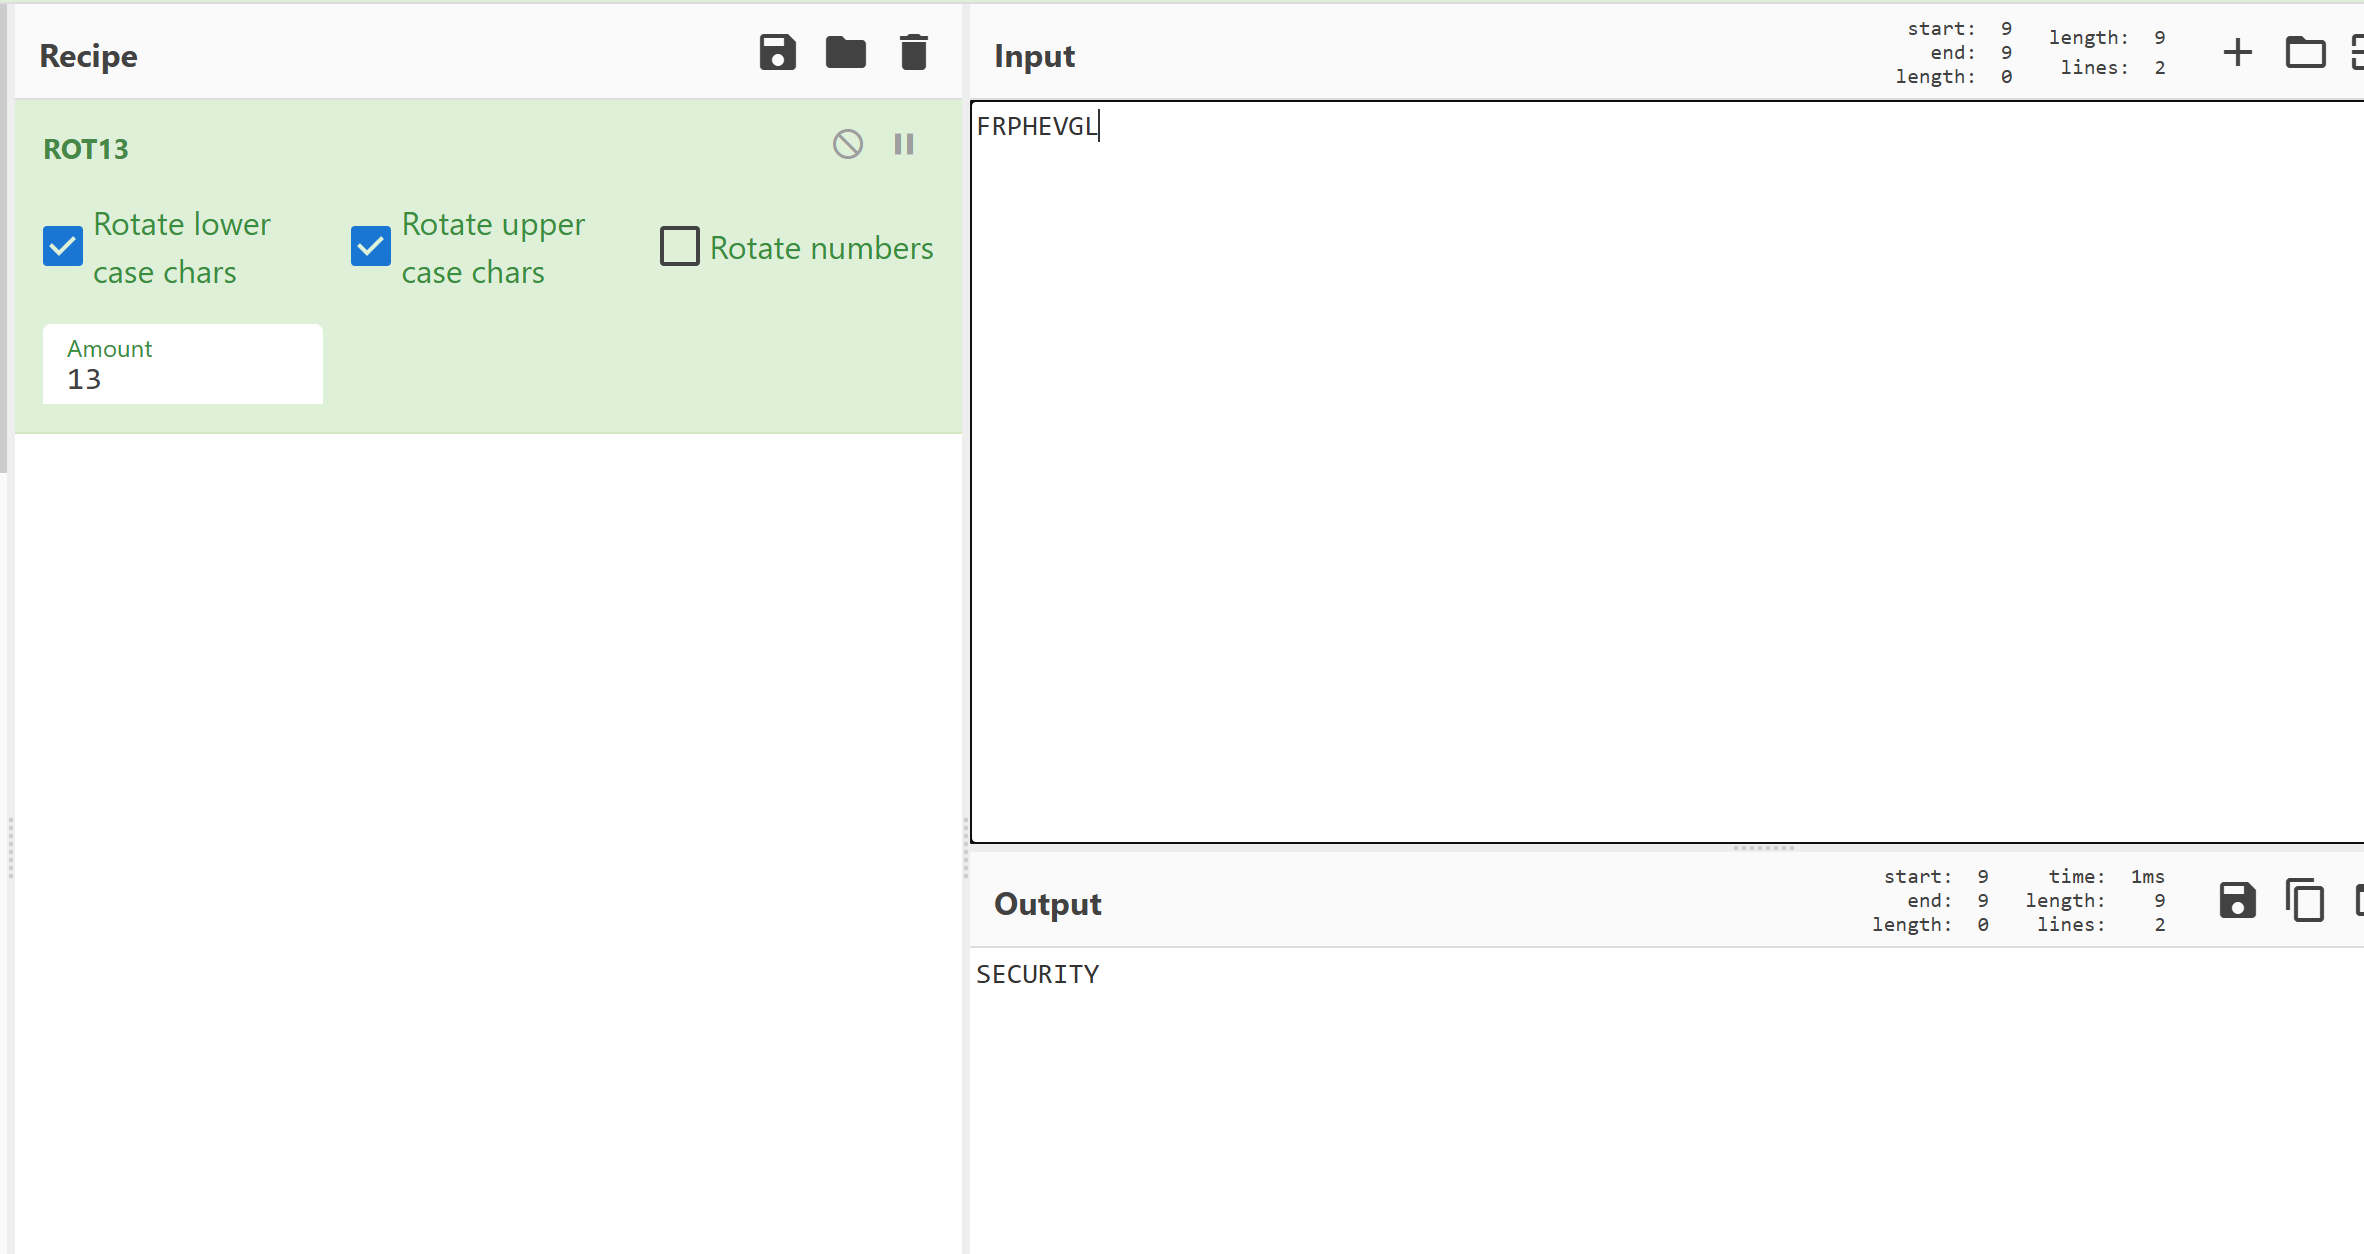 Recipe
ROT13
Rotate lower case chars
Rotate upper case chars
Rotate numbers
Amount
13
Input
start: 9
end: 9
length: 0
length: 9
lines: 2
FRPHEVGL
Output
start: 9
end: 9
length: 0
time: 1ms
length: 9
lines: 2
SECURITY